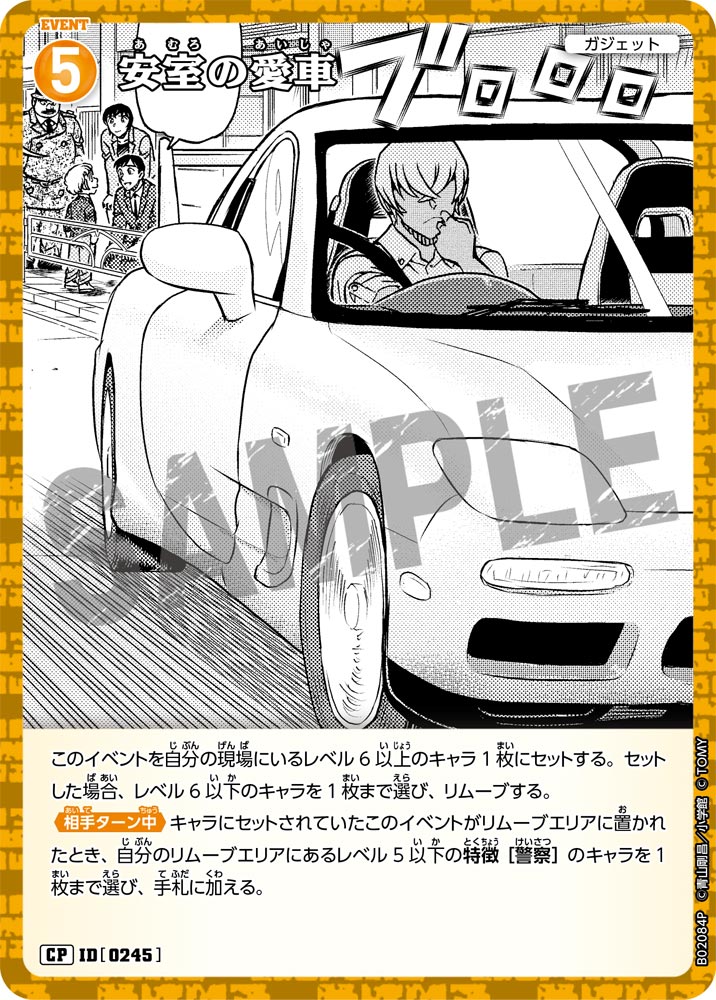 EVENT
5
安室の愛車
あむろ あいしゃ
ガジェット
ブロロロ
SAMPLE
このイベントを自分の現場にいるレベル6以上のキャラ1枚にセットする。セット
した場合、レベル6以下のキャラを1枚まで選び、リムーブする。
相手ターン中 キャラにセットされていたこのイベントがリムーブエリアに置かれ
たとき、自分のリムーブエリアにあるレベル5以下の特徴［警察］のキャラを1
枚まで選び、手札に加える。
CP ID[0245]
B02084P ©青山剛昌／小学館 ©TOMY